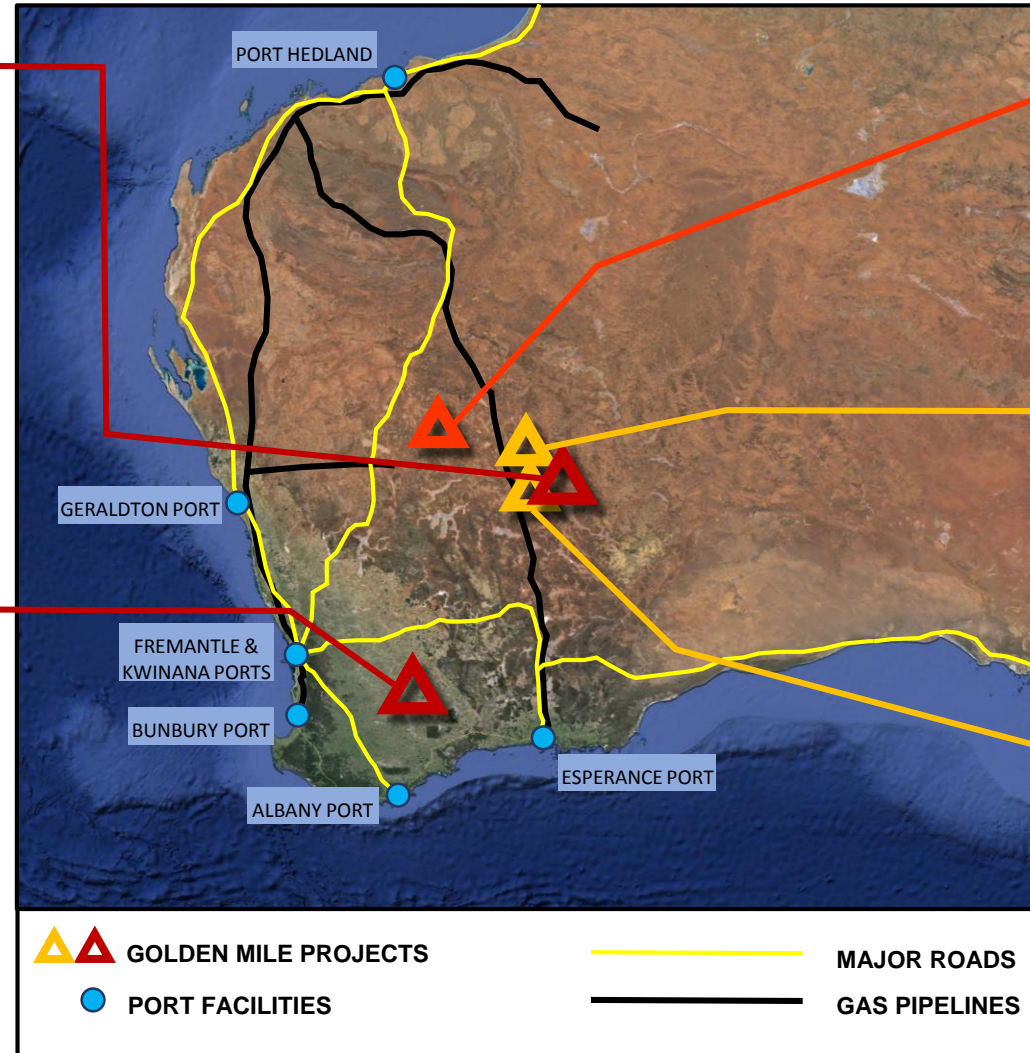 PORT HEDLAND
GERALDTON PORT
FREMANTLE &
KWINANA PORTS
BUNBURY PORT
ALBANY PORT
ESPERANCE PORT
GOLDEN MILE PROJECTS
MAJOR ROADS
PORT FACILITIES
GAS PIPELINES